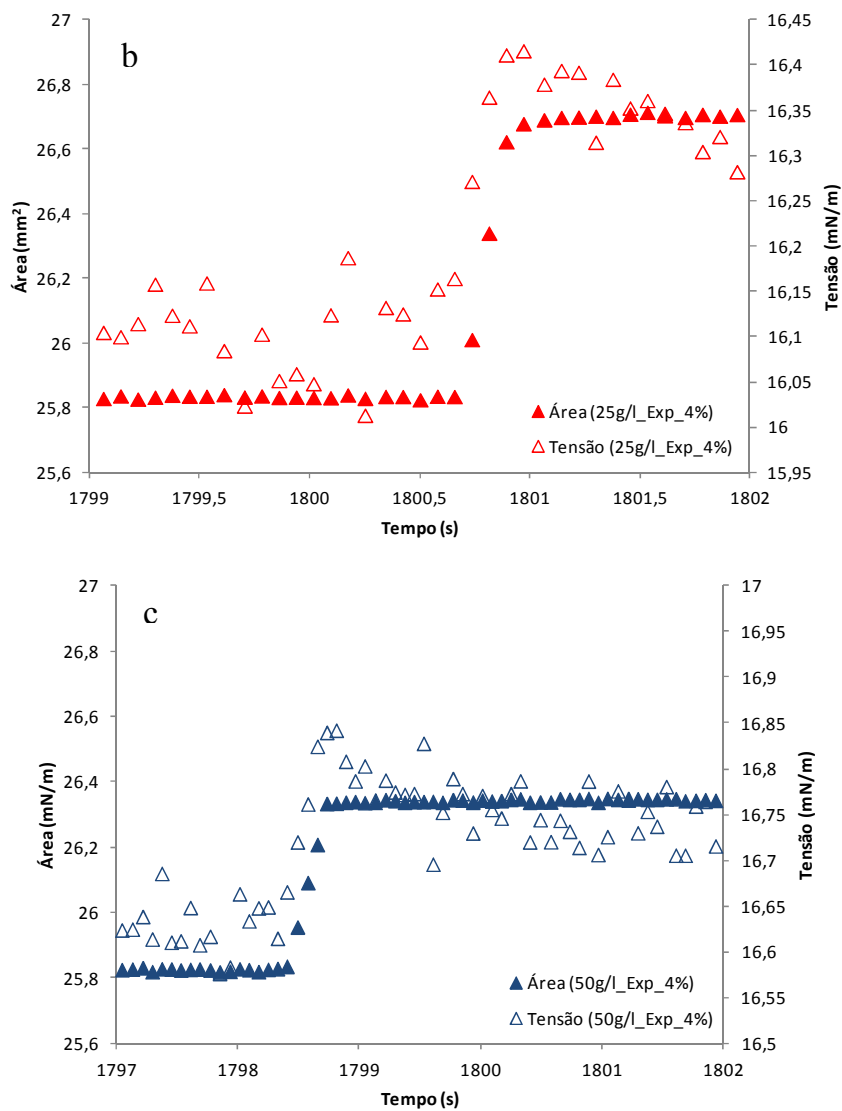 b
27
26,8
26,6
26,4
26,2
26
25,8
25,6
Área (mm²)
16,45
16,4
16,35
16,3
16,25
16,2
16,15
16,1
16,05
16
15,95
Tensão (mN/m)
Área (25g/l_Exp_4%)
Tensão (25g/l_Exp_4%)
1799 1799,5 1800 1800,5 1801 1801,5 1802
Tempo (s)
c
27
26,8
26,6
26,4
26,2
26
25,8
25,6
Área (mN/m)
17
16,95
16,9
16,85
16,8
16,75
16,7
16,65
16,6
16,55
16,5
Tensão (mN/m)
Área (50g/l_Exp_4%)
Tensão (50g/l_Exp_4%)
1797 1798 1799 1800 1801 1802
Tempo (s)